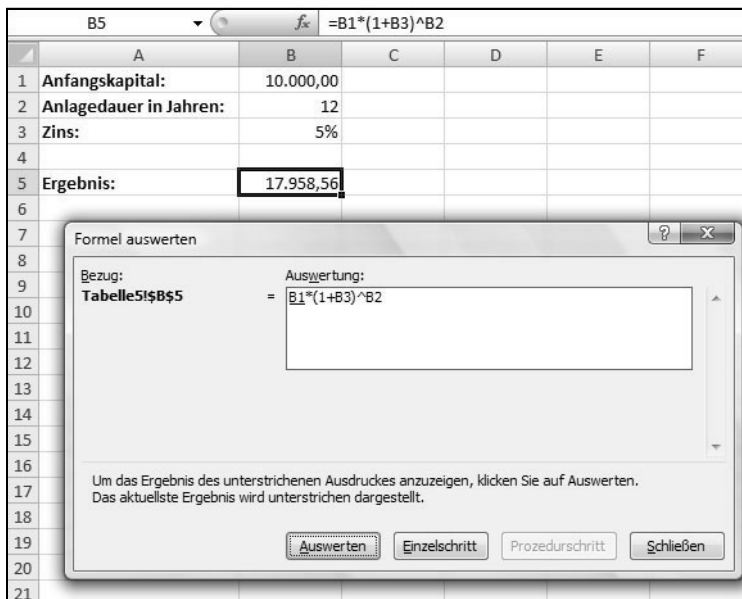 B5 fx =B1*(1+B3)^B2
A B C D E F
1 Anfangskapital: 10.000,00
2 Anlagedauer in Jahren: 12
3 Zins: 5%
4
5 Ergebnis: 17.958,56
6
7
Formel auswerten
8
9
Bezug: Auswertung:
Tabelle5!$B$5 = B1*(1+B3)^B2
10
11
12
13
14
15
16
17
Um das Ergebnis des unterstrichenen Ausdruckes anzuzeigen, klicken Sie auf Auswerten.
Das aktuellste Ergebnis wird unterstrichen dargestellt.
18
19
Auswerten Einzelschritt Prozedurschritt Schließen
20
21